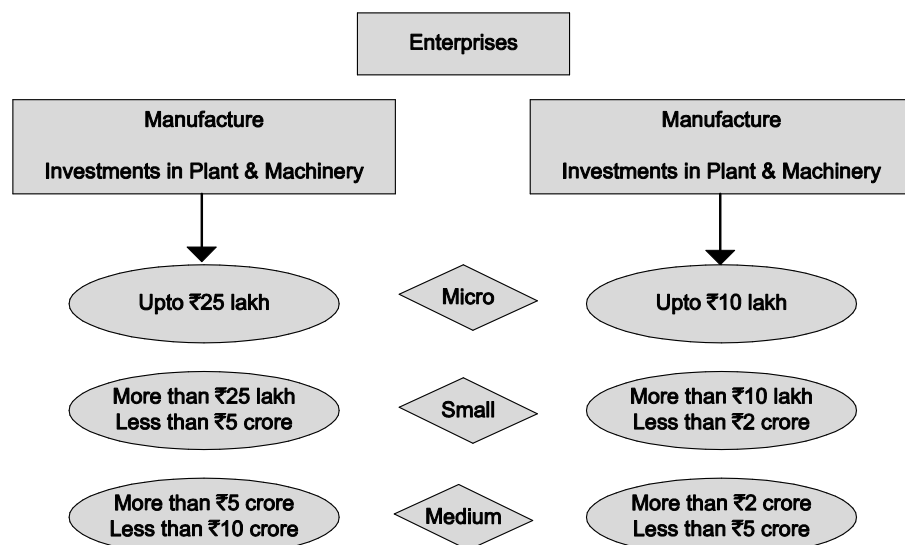 Enterprises
Manufacture
Investments in Plant & Machinery
Manufacture
Investments in Plant & Machinery
Upto ₹25 lakh
Micro
Upto ₹10 lakh
More than ₹25 lakh
Less than ₹5 crore
Small
More than ₹10 lakh
Less than ₹2 crore
More than ₹5 crore
Less than ₹10 crore
Medium
More than ₹2 crore
Less than ₹5 crore